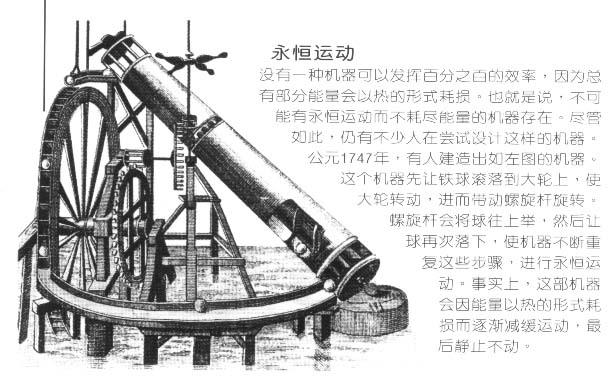 永恒运动
没有一种机器可以发挥百分之百的效率，因为总
有部分能量会以热的形式耗损。也就是说，不可
能有永恒运动而不耗尽能量的机器存在。尽管
如此，仍有不少人在尝试设计这样的机器。
公元1747年，有人建造出如左图的机器。
这个机器先让铁球滚落到大轮上，使
大轮转动，进而带动螺旋杆旋转。
螺旋杆会将球往上举，然后让
球再次落下，使机器不断重
复这些步骤，进行永恒运
动。事实上，这部机器
会因能量以热的形式耗
损而逐渐减缓运动，最
后静止不动。